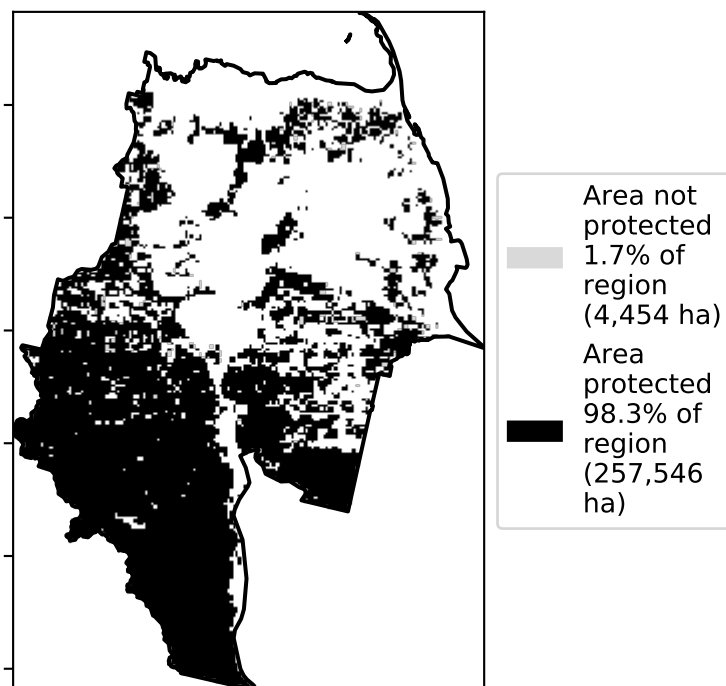 Area not
protected
1.7% of
region
(4,454 ha)
Area
protected
98.3% of
region
(257,546
ha)